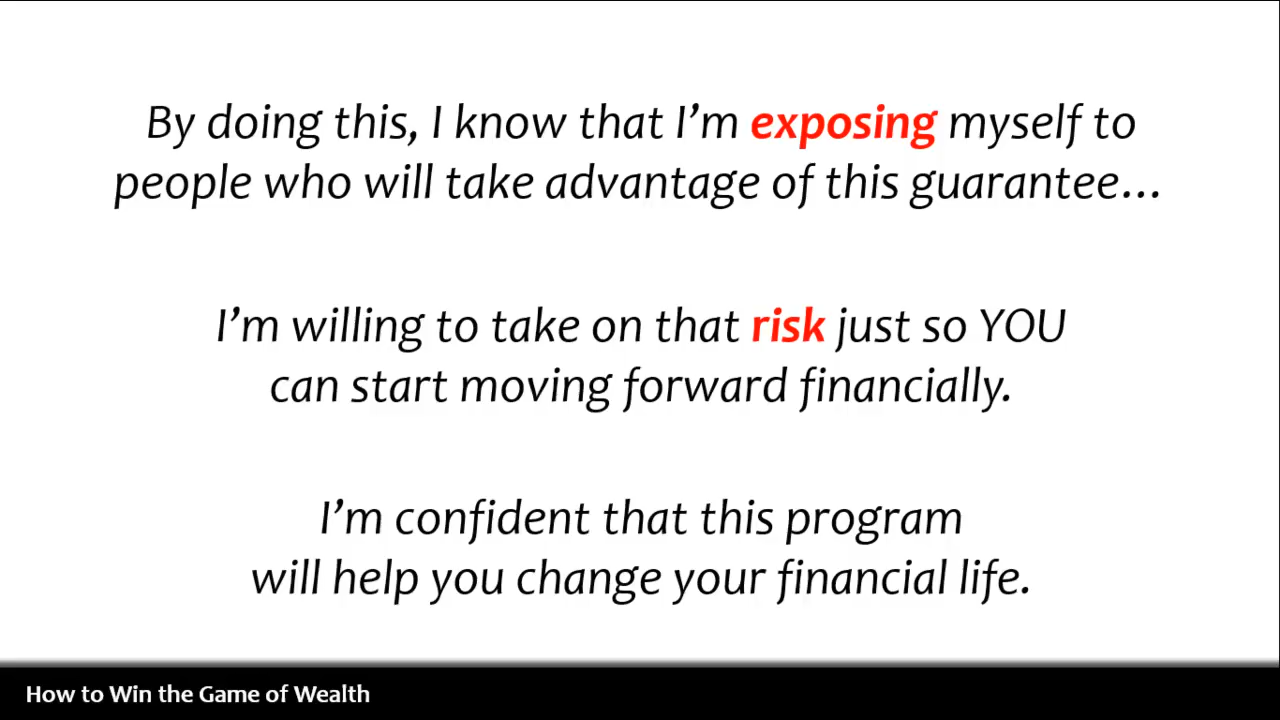 By doing this, I know that I’m exposing myself to
people who will take advantage of this guarantee...
I’m willing to take on that risk just so YOU
can start moving forward financially.
I’m confident that this program
will help you change your financial life.
How to Win the Game of Wealth